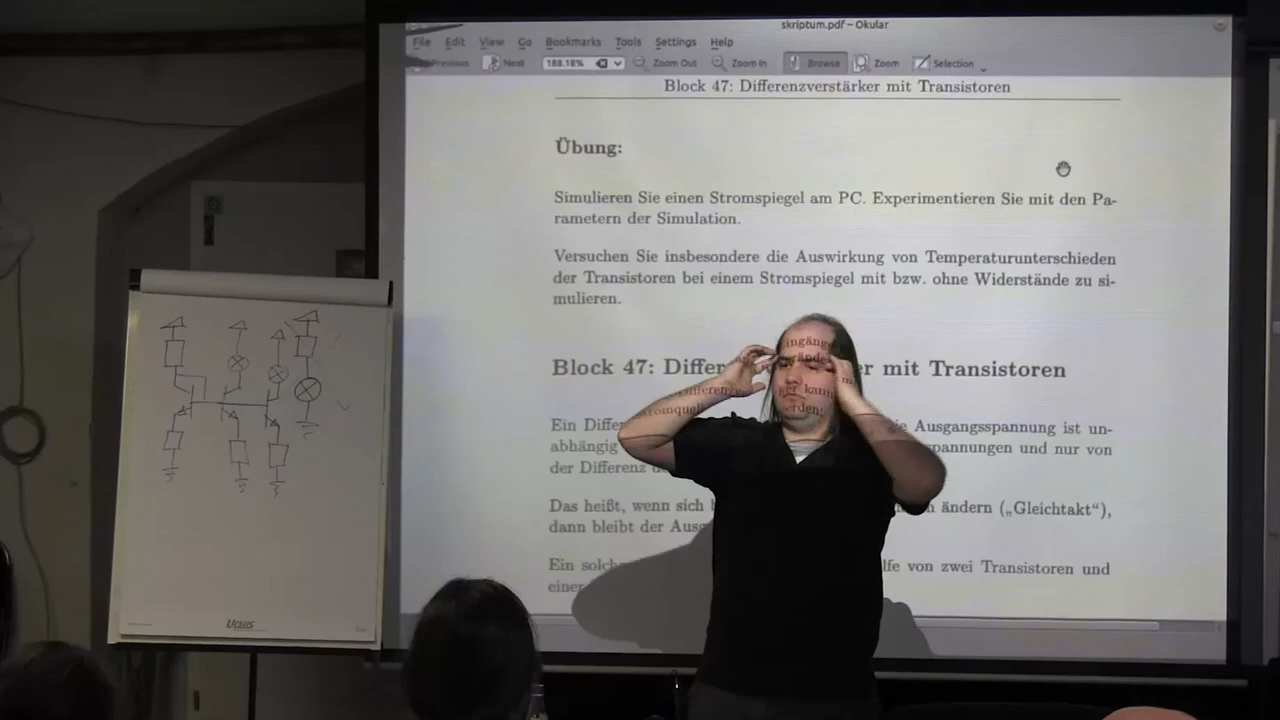 skriptum.pdf – Okular
File Edit View Go Bookmarks Tools Settings Help
Previous Next 188.18% Zoom Out Zoom In Browse Zoom Selection
Block 47: Differenzverstärker mit Transistoren
Übung:
Simulieren Sie einen Stromspiegel am PC. Experimentieren Sie mit den Pa-
rametern der Simulation.
Versuchen Sie insbesondere die Auswirkung von Temperaturunterschieden
der Transistoren bei einem Stromspiegel mit bzw. ohne Widerstände zu si-
mulieren.
Block 47: Differ er mit Transistoren
Ein Differ ie Ausgangsspannung ist un-
abhängig spannungen und nur von
der Differenz
Das heißt, wenn sich n ändern („Gleichtakt“),
dann bleibt der Ausg
Ein solch lfe von zwei Transistoren und
einer